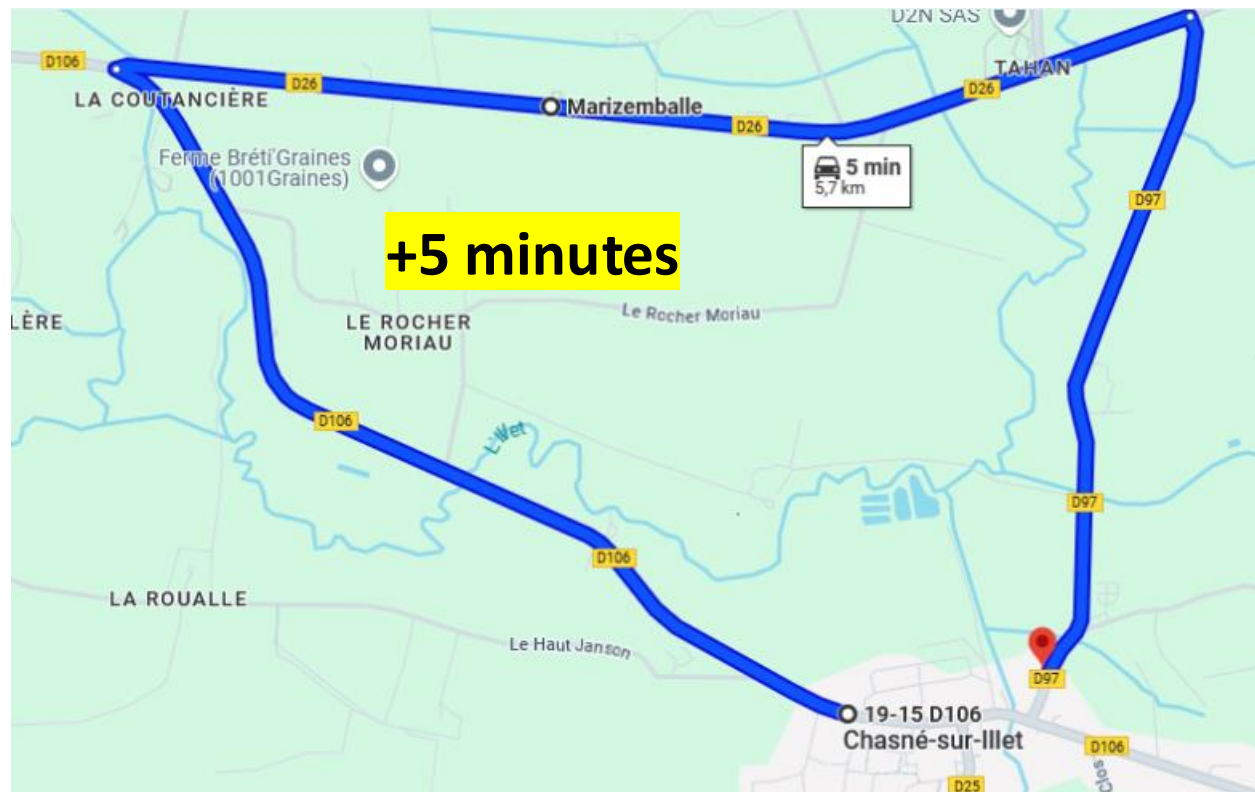 D2N SAS
D106
TAHAN
D26
D26
LA COUTANCIÈRE
Marizemballe
D26
Ferme Bréti'Graines
(1001Graines)
5 min
5,7 km
D97
+5 minutes
Le Rocher Moriau
LÈRE
LE ROCHER
MORIAU
D106
L'Illet
D97
D106
LA ROUALLE
Le Haut Janson
D97
19-15 D106
Chasné-sur-Illet
D106
Clos
D25